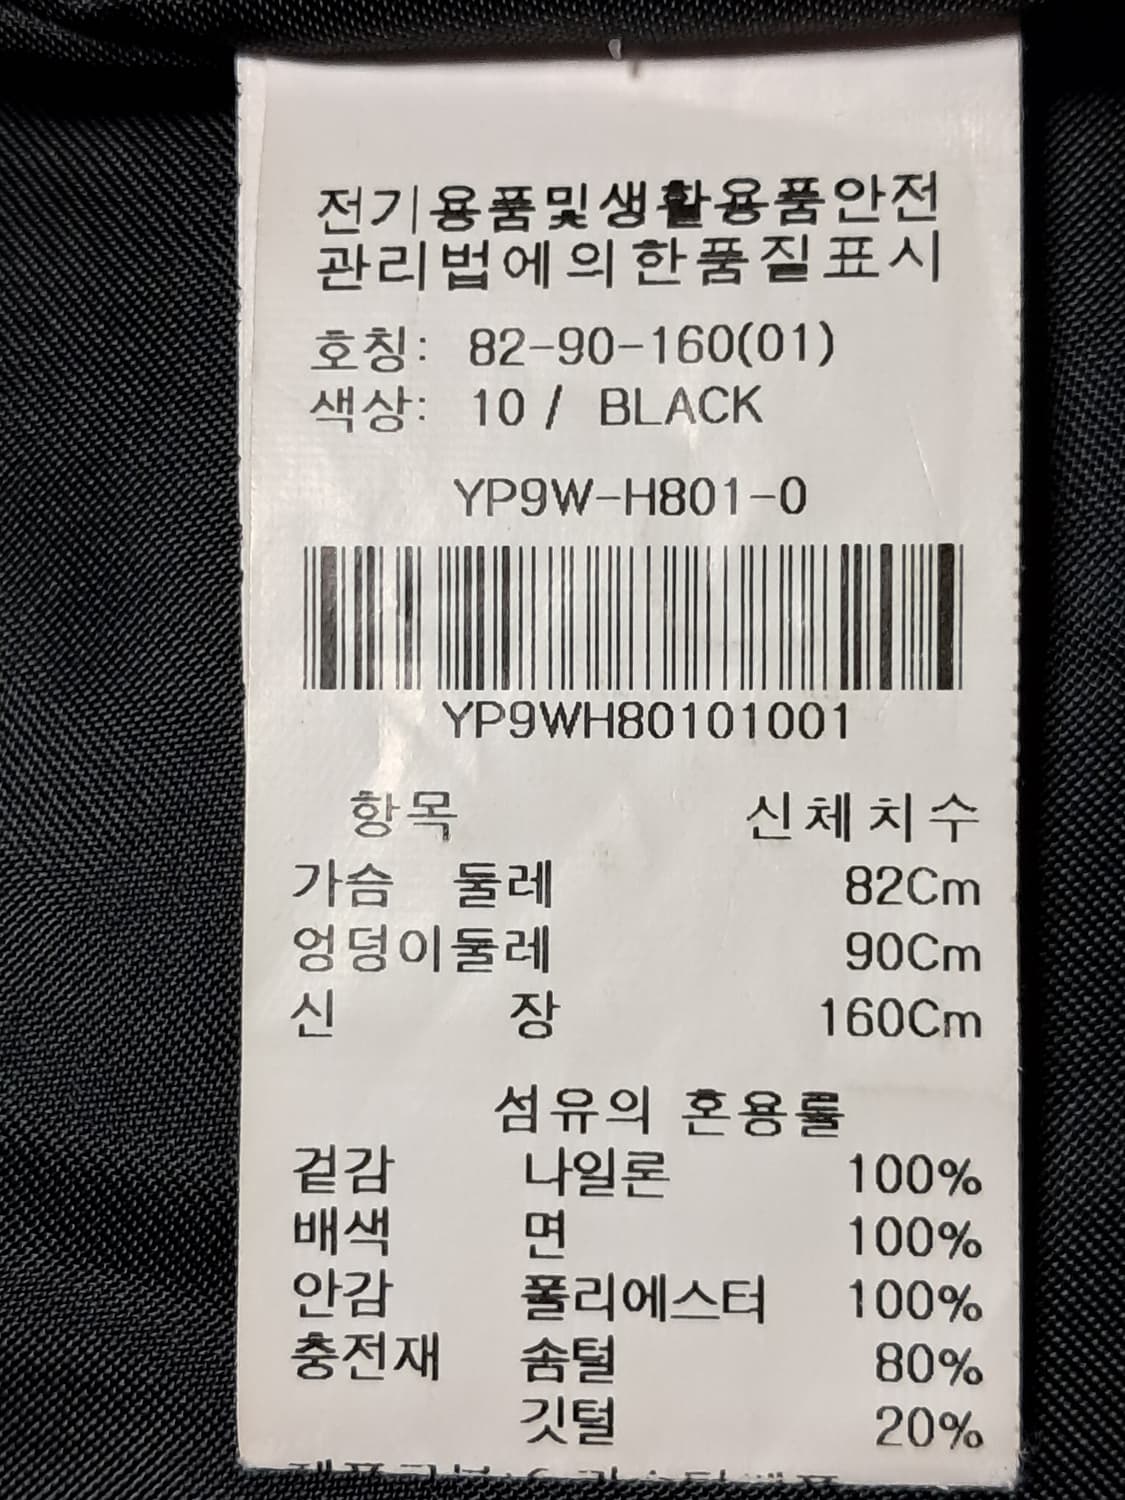 전기용품및생활용품안전
관리법에의한품질표시
호칭: 82-90-160(01)
색상: 10 / BLACK
YP9W-H801-0
YP9WH80101001
항목 신체치수
가슴 둘레 82Cm
엉덩이둘레 90Cm
신 장 160Cm
섬유의 혼용률
겉감 나일론 100%
배색 면 100%
안감 폴리에스터 100%
충전재 솜털 80%
깃털 20%